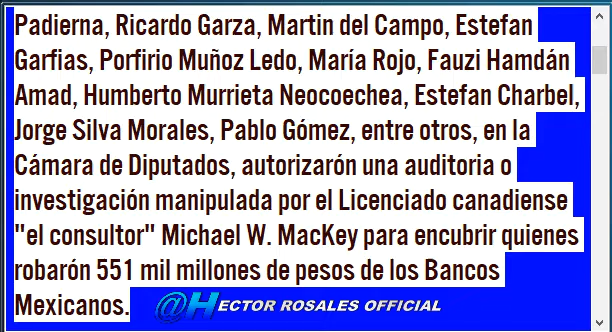 Padierna, Ricardo Garza, Martin del Campo, Estefan
Garfias, Porfirio Muñoz Ledo, María Rojo, Fauzi Hamdán
Amad, Humberto Murrieta Neocoechea, Estefan Charbel,
Jorge Silva Morales, Pablo Gómez, entre otros, en la
Cámara de Diputados, autorizarón una auditoria o
investigación manipulada por el Licenciado canadiense
"el consultor" Michael W. MacKey para encubrir quienes
robarón 551 mil millones de pesos de los Bancos
Mexicanos.
@HECTOR ROSALES OFFICIAL